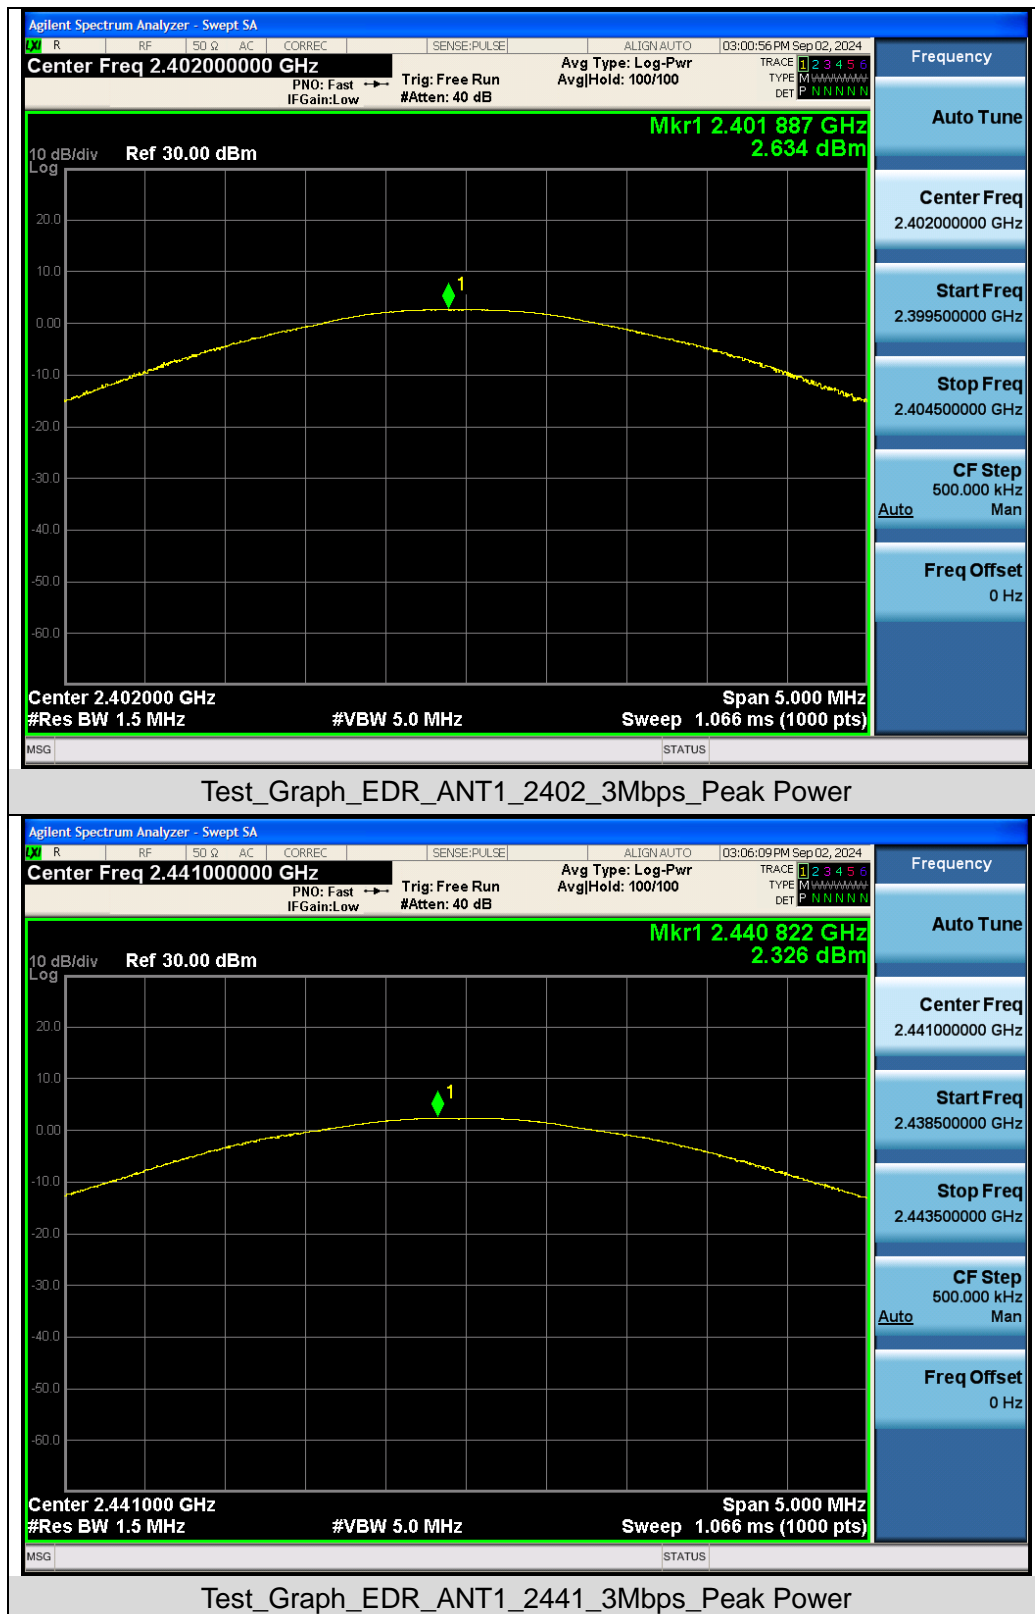 Agilent Spectrum Analyzer - Swept SA
LXI R RF 50 Ω AC CORREC SENSE:PULSE ALIGN AUTO 03:00:56 PM Sep 02, 2024
Center Freq 2.402000000 GHz
PNO: Fast
IFGain:Low
Trig: Free Run
#Atten: 40 dB
Avg Type: Log-Pwr
Avg|Hold: 100/100
TRACE 1 2 3 4 5 6
TYPE M WWWWW
DET P N N N N N
Mkr1 2.401 887 GHz
2.634 dBm
10 dB/div Ref 30.00 dBm
Log
20.0
10.0
0.00
-10.0
-20.0
-30.0
-40.0
-50.0
-60.0
1
Center 2.402000 GHz Span 5.000 MHz
#Res BW 1.5 MHz #VBW 5.0 MHz Sweep 1.066 ms (1000 pts)
MSG STATUS
Frequency
Auto Tune
Center Freq
2.402000000 GHz
Start Freq
2.399500000 GHz
Stop Freq
2.404500000 GHz
CF Step
500.000 kHz
Auto Man
Freq Offset
0 Hz
Test_Graph_EDR_ANT1_2402_3Mbps_Peak Power
Agilent Spectrum Analyzer - Swept SA
LXI R RF 50 Ω AC CORREC SENSE:PULSE ALIGN AUTO 03:06:09 PM Sep 02, 2024
Center Freq 2.441000000 GHz
PNO: Fast
IFGain:Low
Trig: Free Run
#Atten: 40 dB
Avg Type: Log-Pwr
Avg|Hold: 100/100
TRACE 1 2 3 4 5 6
TYPE M WWWWW
DET P N N N N N
Mkr1 2.440 822 GHz
2.326 dBm
10 dB/div Ref 30.00 dBm
Log
20.0
10.0
0.00
-10.0
-20.0
-30.0
-40.0
-50.0
-60.0
1
Center 2.441000 GHz Span 5.000 MHz
#Res BW 1.5 MHz #VBW 5.0 MHz Sweep 1.066 ms (1000 pts)
MSG STATUS
Frequency
Auto Tune
Center Freq
2.441000000 GHz
Start Freq
2.438500000 GHz
Stop Freq
2.443500000 GHz
CF Step
500.000 kHz
Auto Man
Freq Offset
0 Hz
Test_Graph_EDR_ANT1_2441_3Mbps_Peak Power